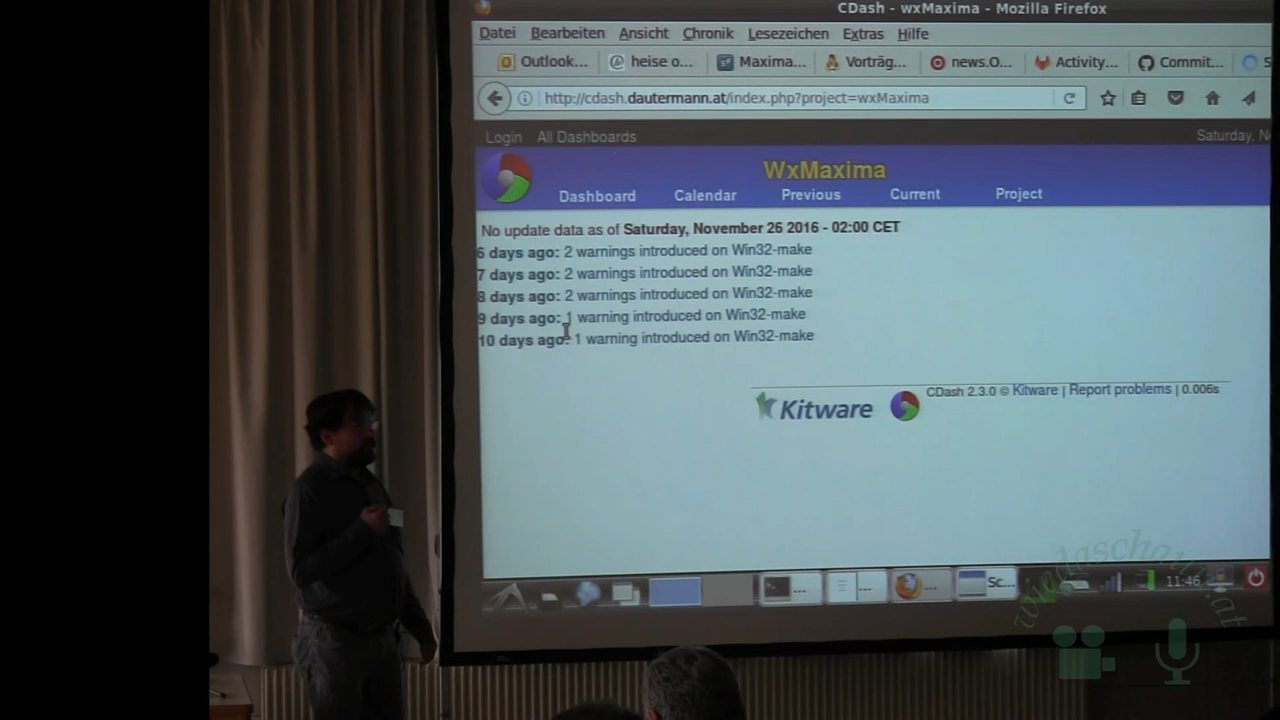 CDash - wxMaxima - Mozilla Firefox
Datei Bearbeiten Ansicht Chronik Lesezeichen Extras Hilfe
Outlook... heise o... Maxima... Vorträg... news.O... Activity... Commit... S
http://cdash.dautermann.at/index.php?project=wxMaxima
Login All Dashboards Saturday, N
WxMaxima
Dashboard Calendar Previous Current Project
No update data as of Saturday, November 26 2016 - 02:00 CET
6 days ago: 2 warnings introduced on Win32-make
7 days ago: 2 warnings introduced on Win32-make
8 days ago: 2 warnings introduced on Win32-make
9 days ago: 1 warning introduced on Win32-make
10 days ago: 1 warning introduced on Win32-make
Kitware CDash 2.3.0 © Kitware | Report problems | 0.006s
... ... ... Sc... 11:46
wiedaschaun.at